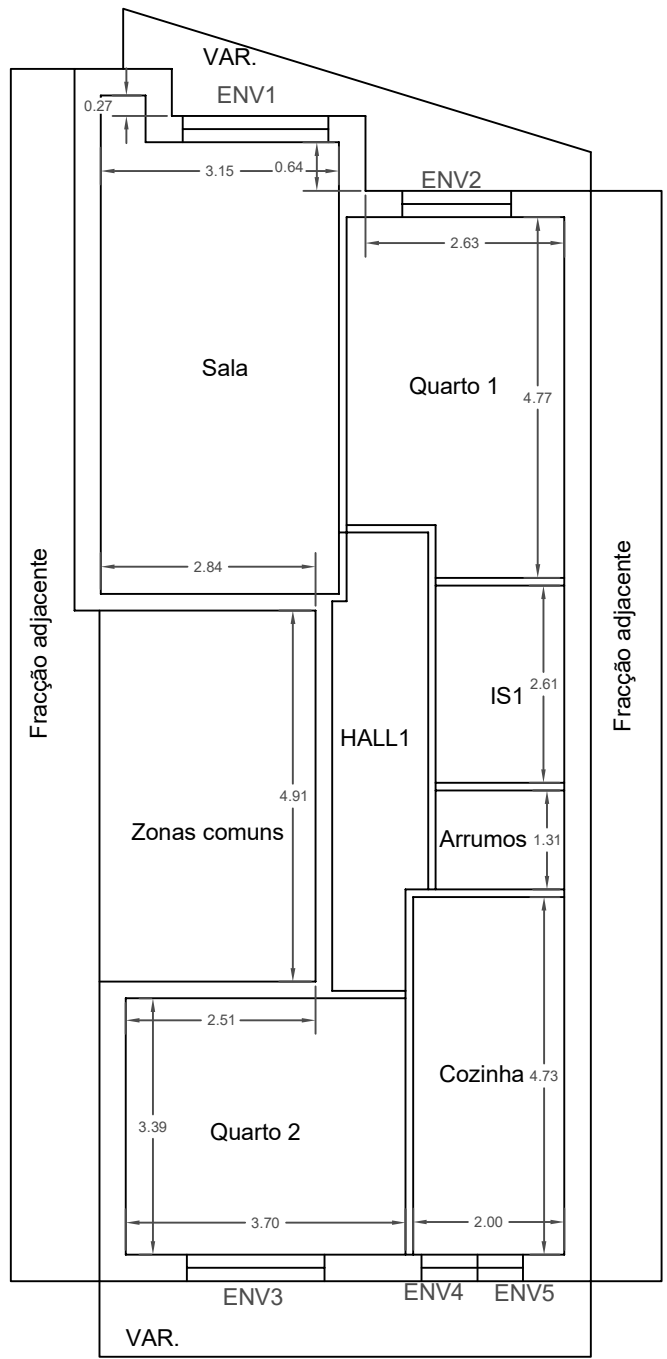 VAR.
ENV1
0.27
3.15
0.64
ENV2
2.63
Sala
Quarto 1
4.77
2.84
Fracção adjacente
Fracção adjacente
IS1
2.61
HALL1
4.91
Zonas comuns
Arrumos
1.31
2.51
Cozinha
4.73
3.39
Quarto 2
3.70
2.00
ENV3
ENV4
ENV5
VAR.